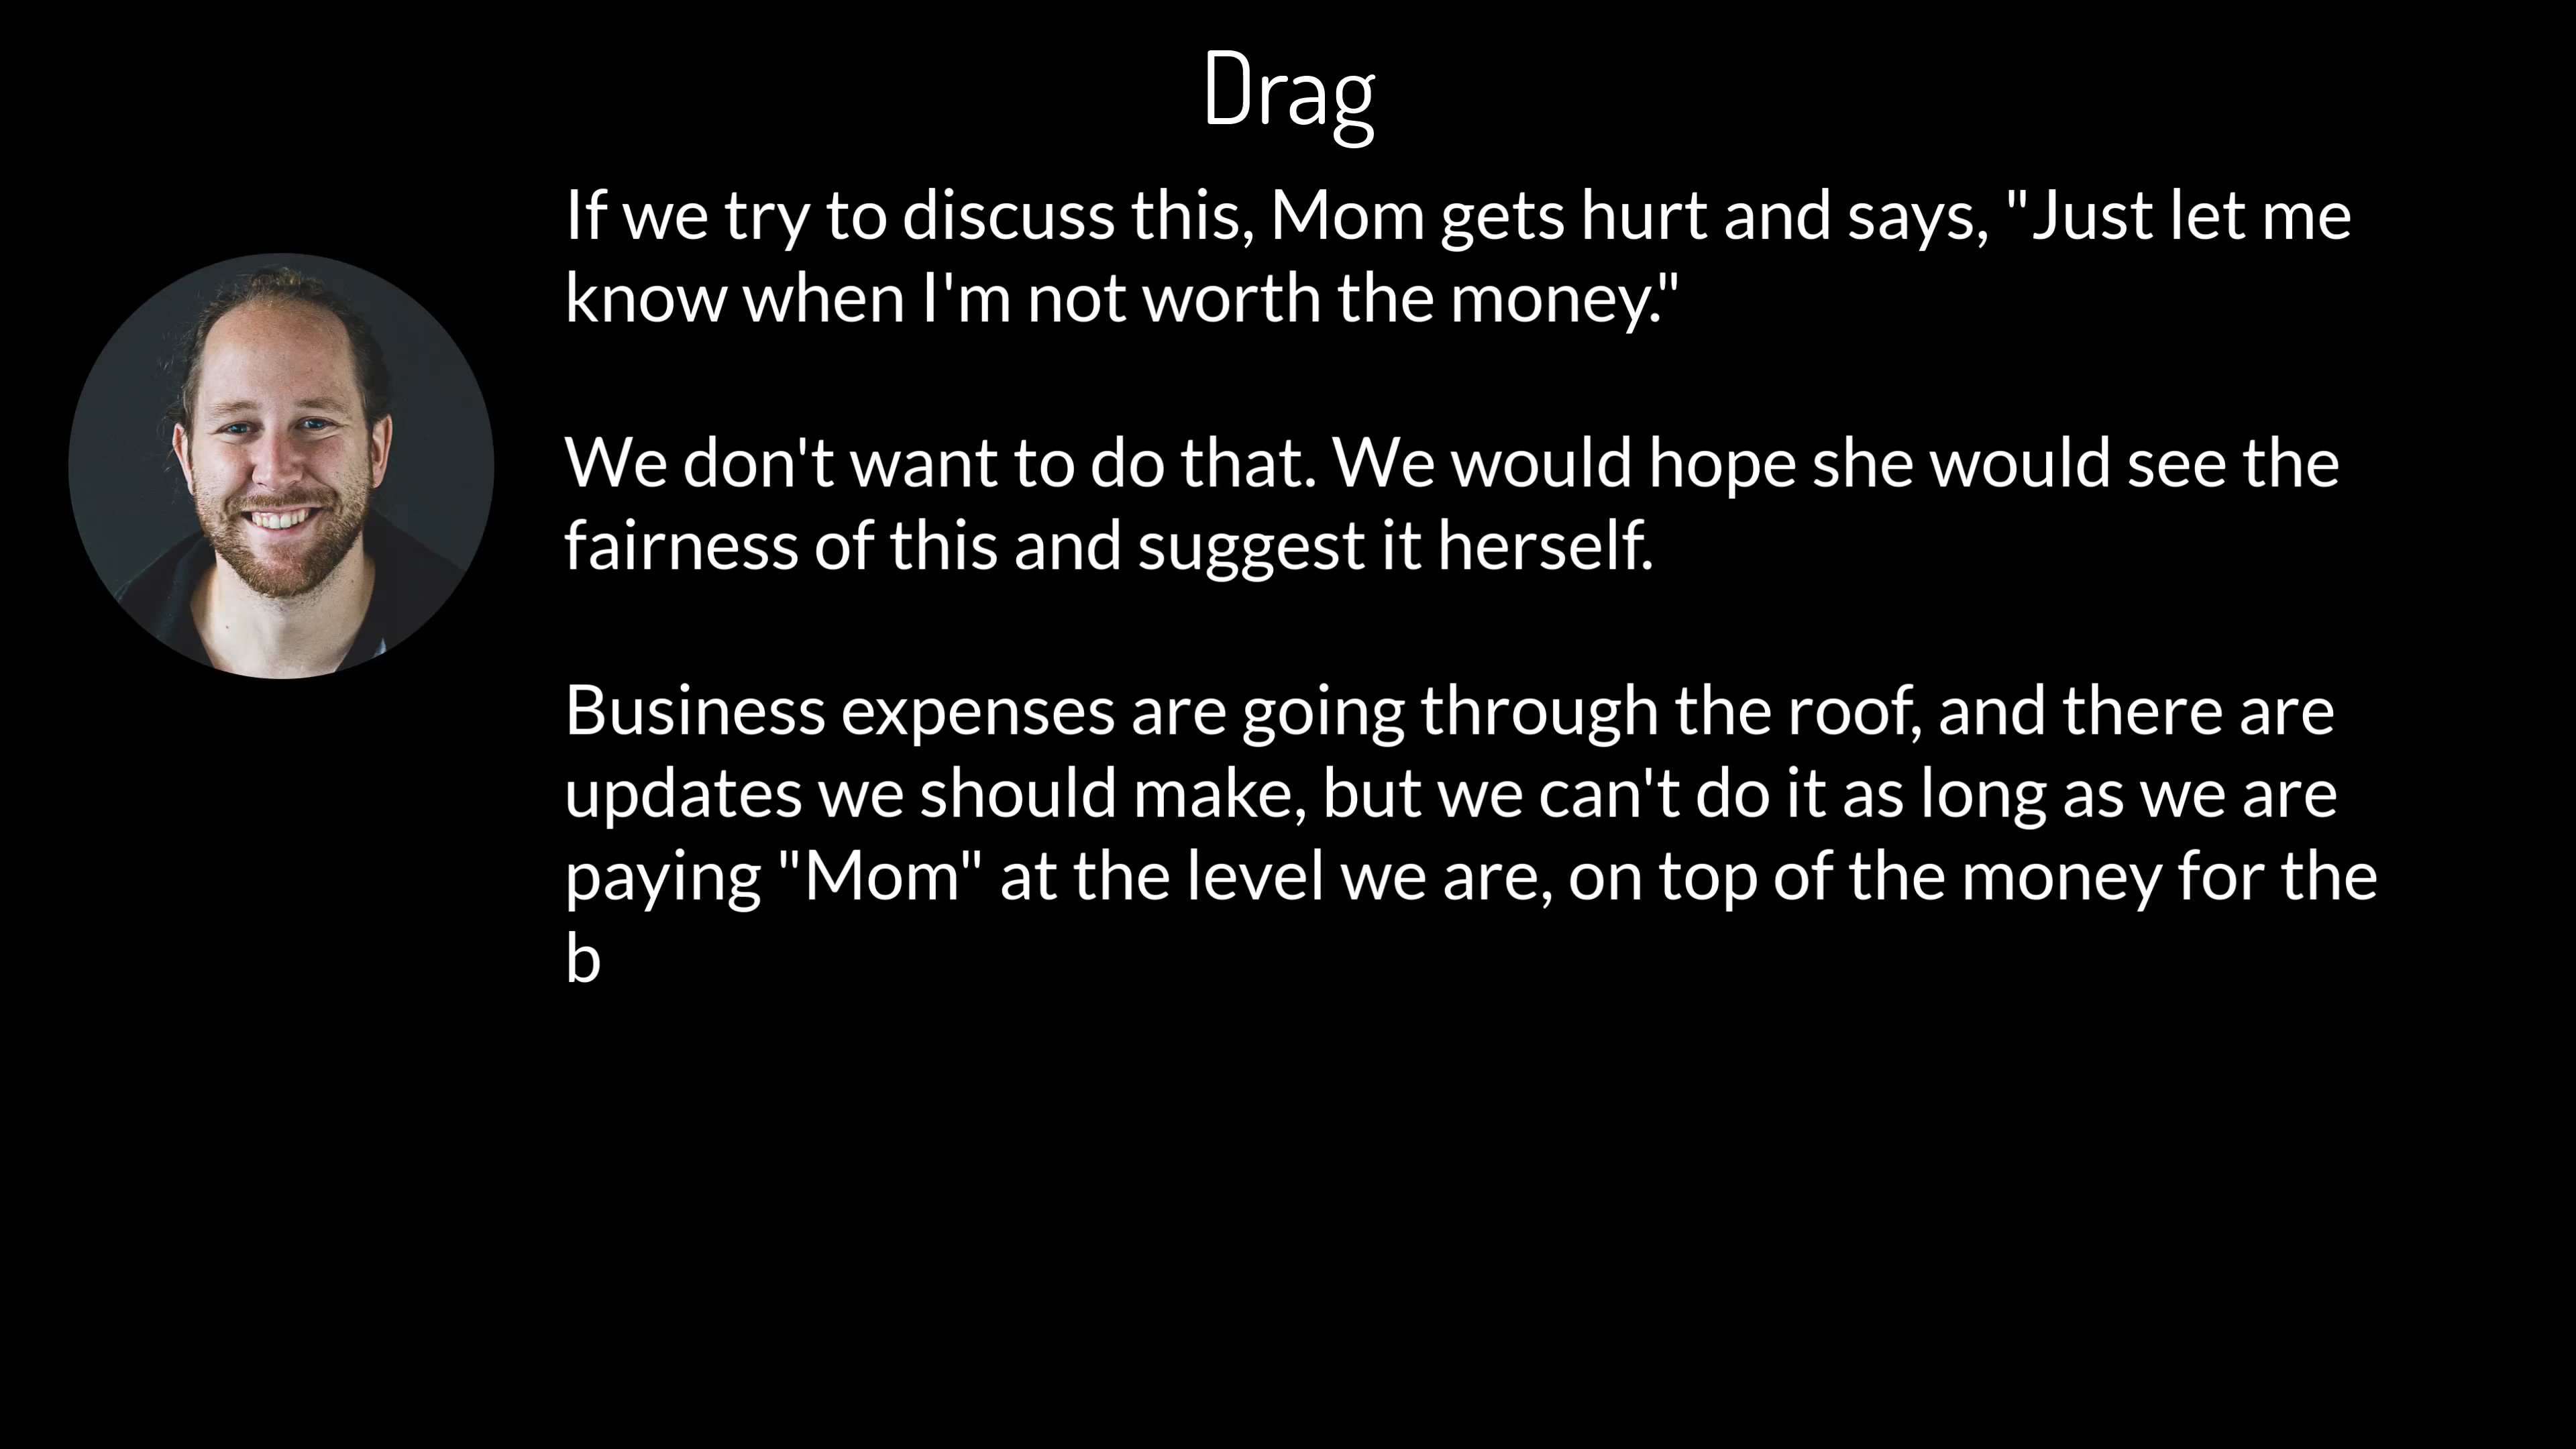 Drag
If we try to discuss this, Mom gets hurt and says, "Just let me
know when I'm not worth the money."
We don't want to do that. We would hope she would see the
fairness of this and suggest it herself.
Business expenses are going through the roof, and there are
updates we should make, but we can't do it as long as we are
paying "Mom" at the level we are, on top of the money for the
b